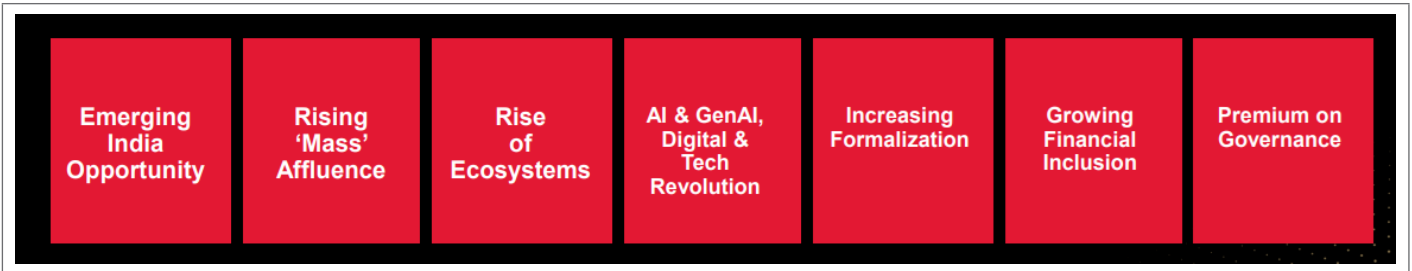 Emerging
India
Opportunity
Rising
‘Mass’
Affluence
Rise
of
Ecosystems
AI & GenAI,
Digital &
Tech
Revolution
Increasing
Formalization
Growing
Financial
Inclusion
Premium on
Governance